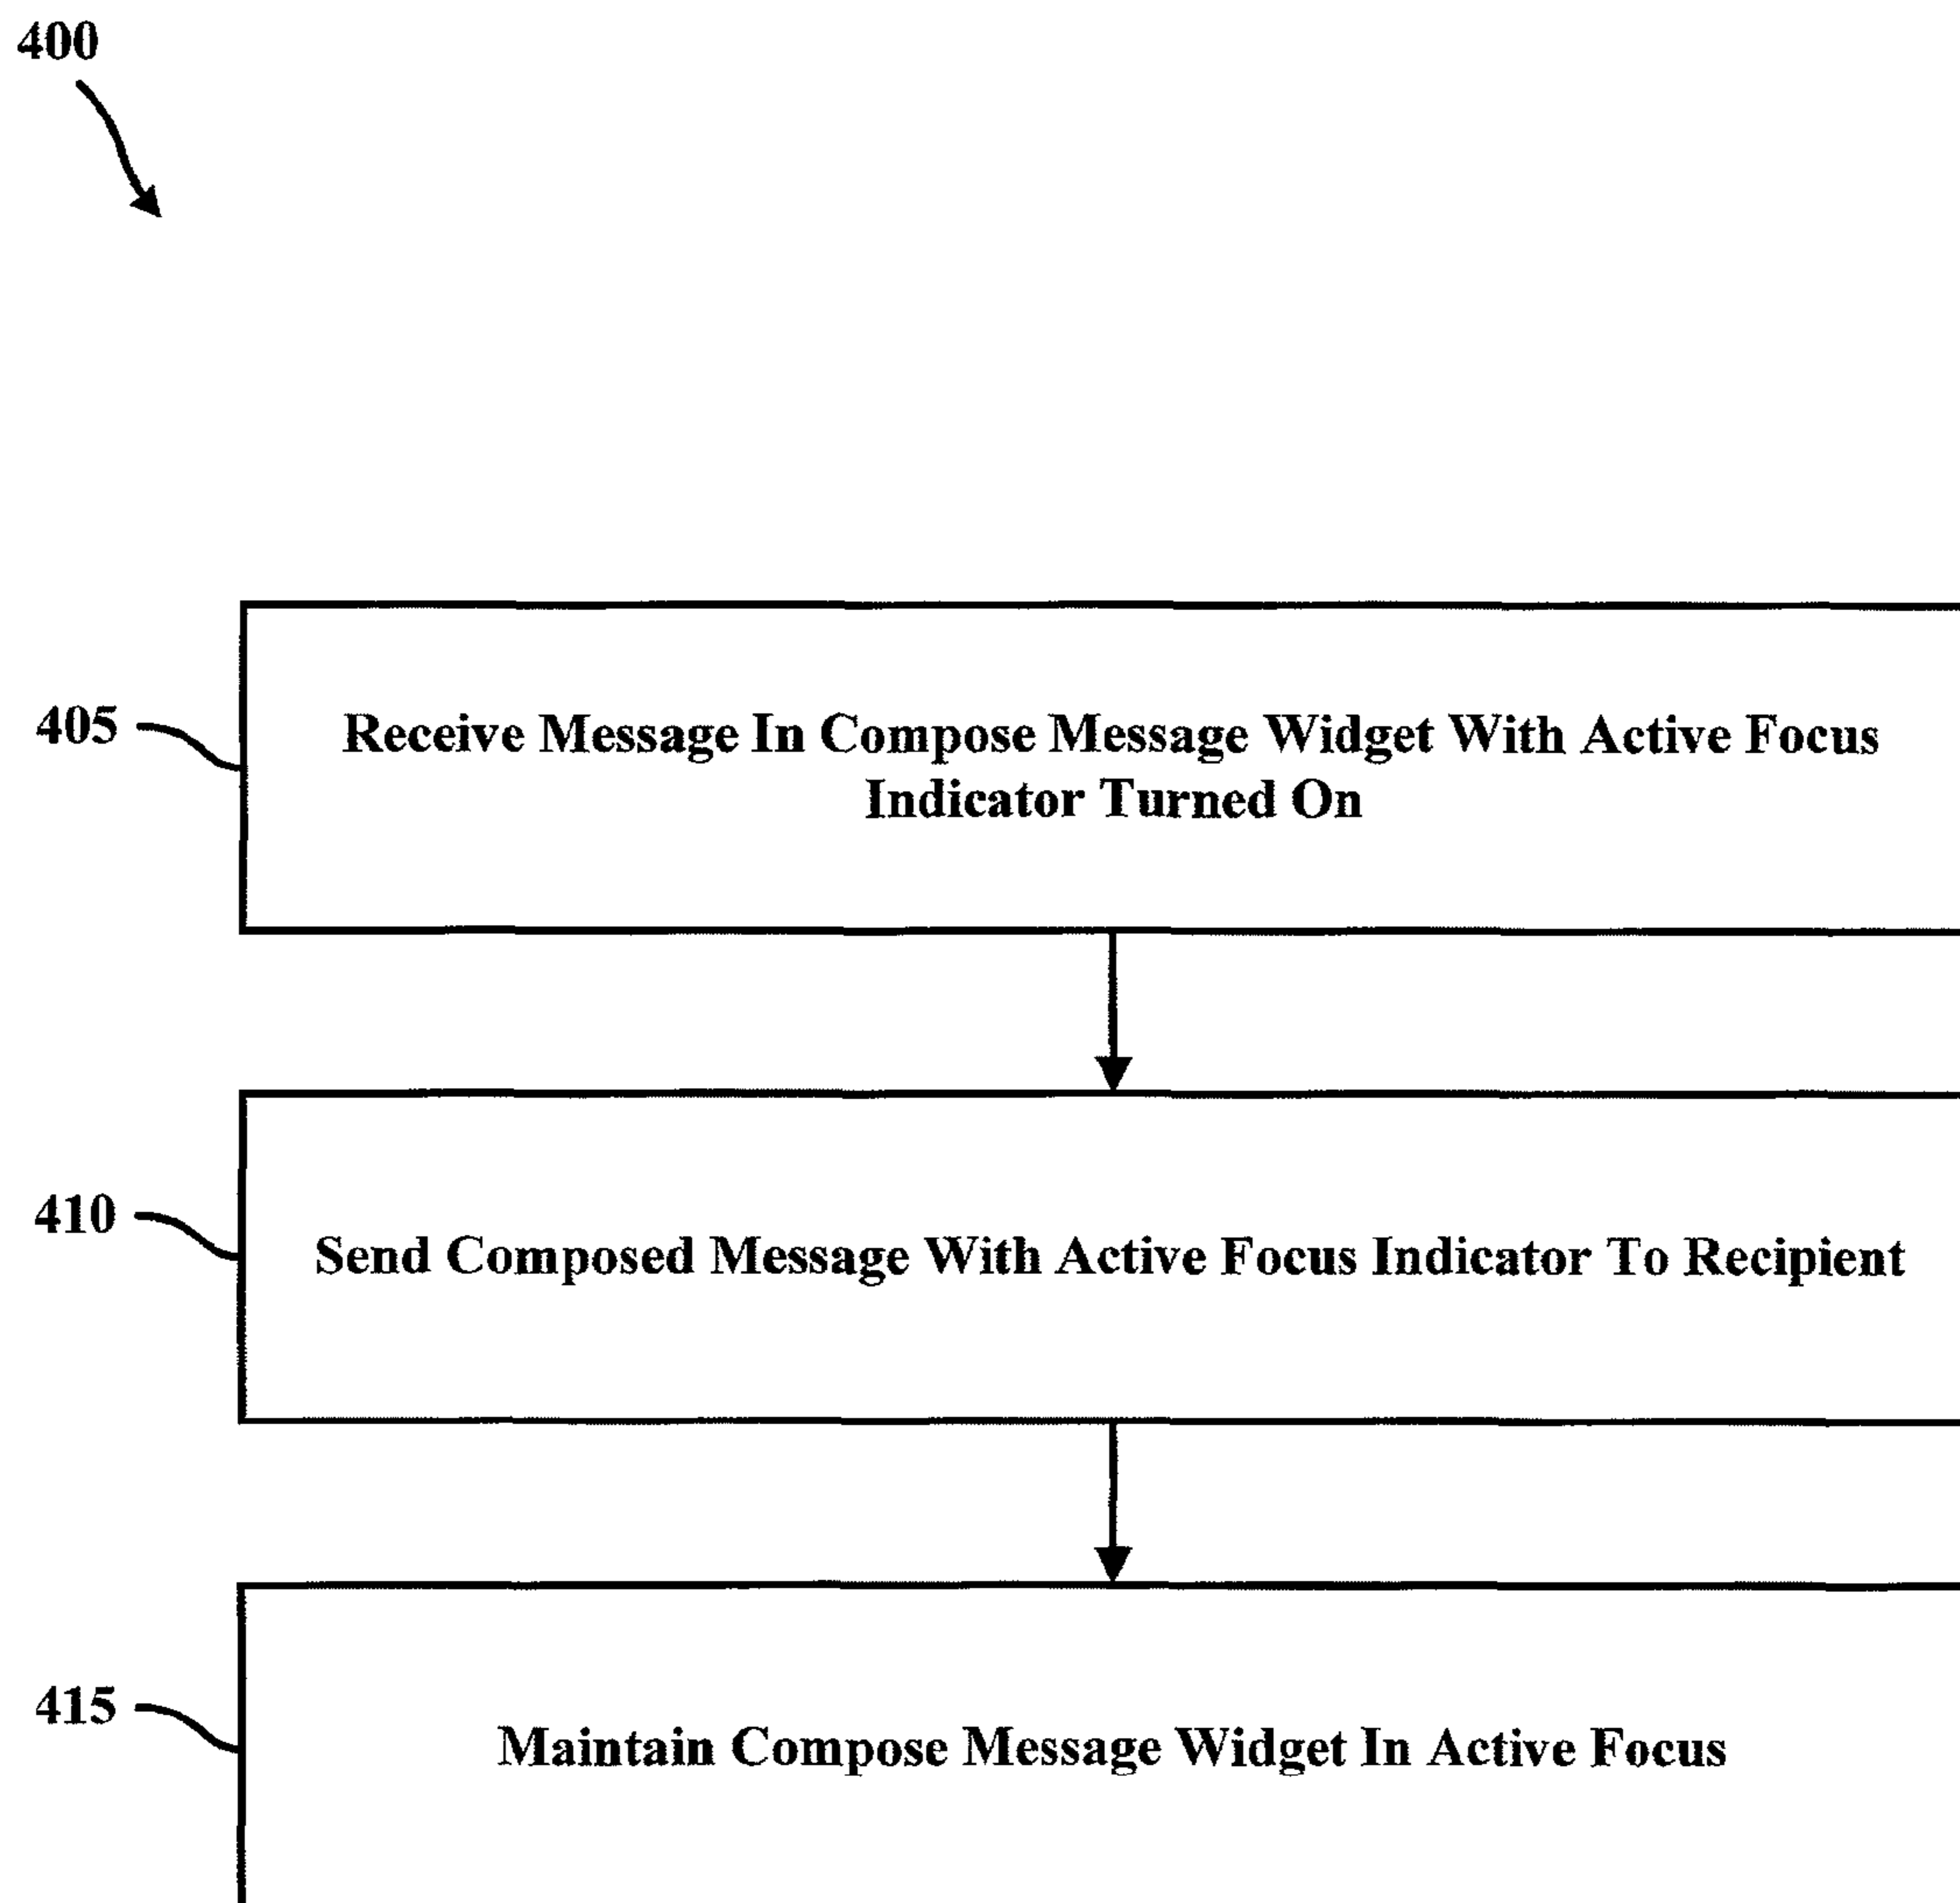 400
405
Receive Message In Compose Message Widget With Active Focus
Indicator Turned On
410
Send Composed Message With Active Focus Indicator To Recipient
415
Maintain Compose Message Widget In Active Focus